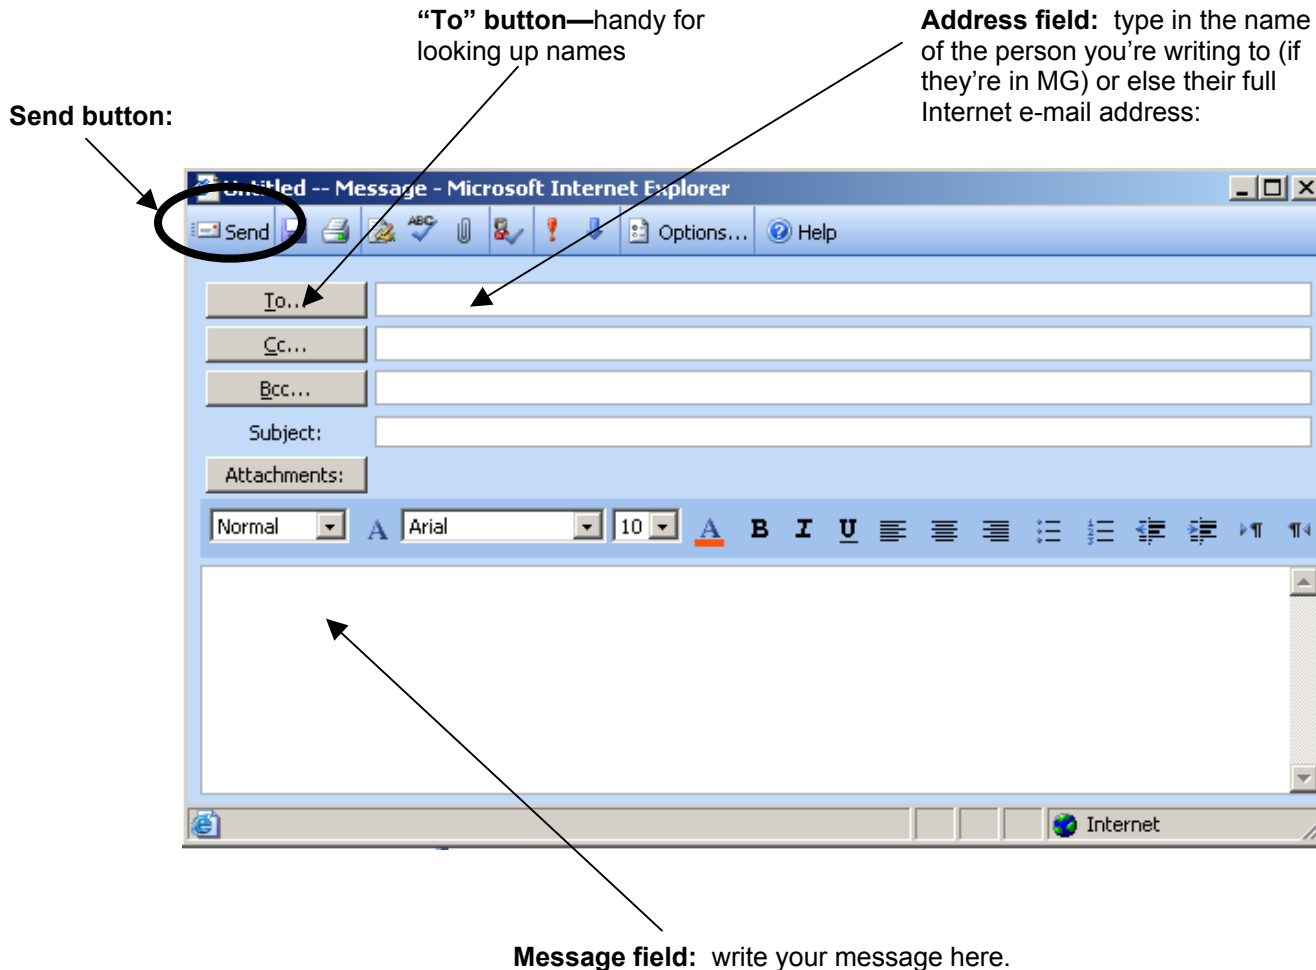 “To” button—handy for
looking up names
Address field: type in the name
of the person you’re writing to (if
they’re in MG) or else their full
Internet e-mail address:
Send button:
Untitled -- Message - Microsoft Internet Explorer
Send ABC Options... Help
To...
Cc...
Bcc...
Subject:
Attachments:
Normal A Arial 10 A B I U
Internet
Message field: write your message here.